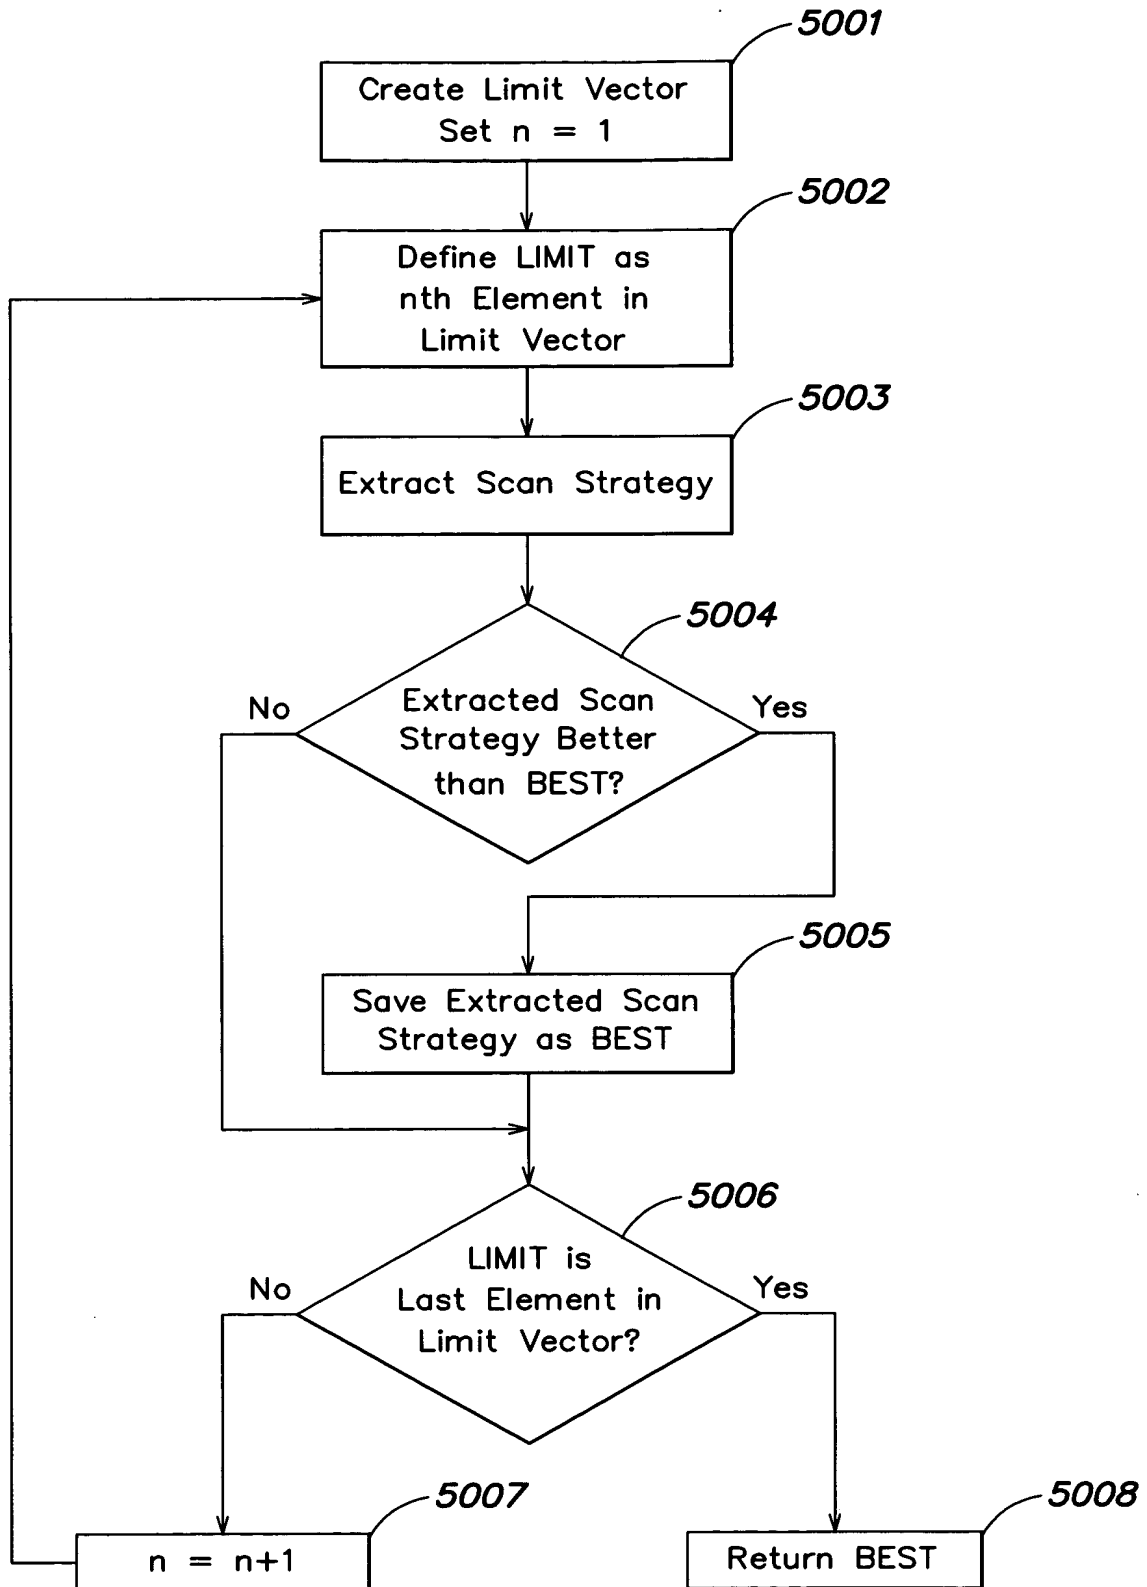 5001
Create Limit Vector
Set n = 1
5002
Define LIMIT as
nth Element in
Limit Vector
5003
Extract Scan Strategy
5004
No
Yes
Extracted Scan
Strategy Better
than BEST?
5005
Save Extracted Scan
Strategy as BEST
5006
No
Yes
LIMIT is
Last Element in
Limit Vector?
5007
n = n+1
5008
Return BEST